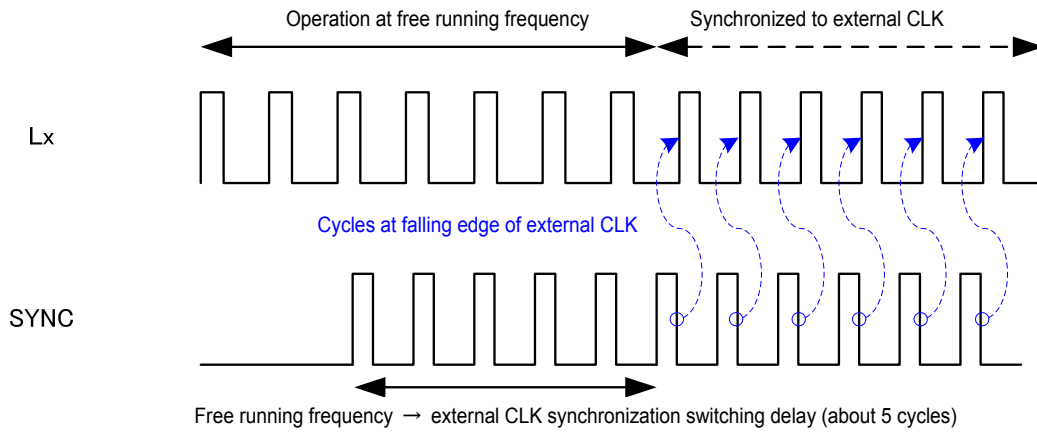 Operation at free running frequency
Synchronized to external CLK
Lx
Cycles at falling edge of external CLK
SYNC
Free running frequency → external CLK synchronization switching delay (about 5 cycles)